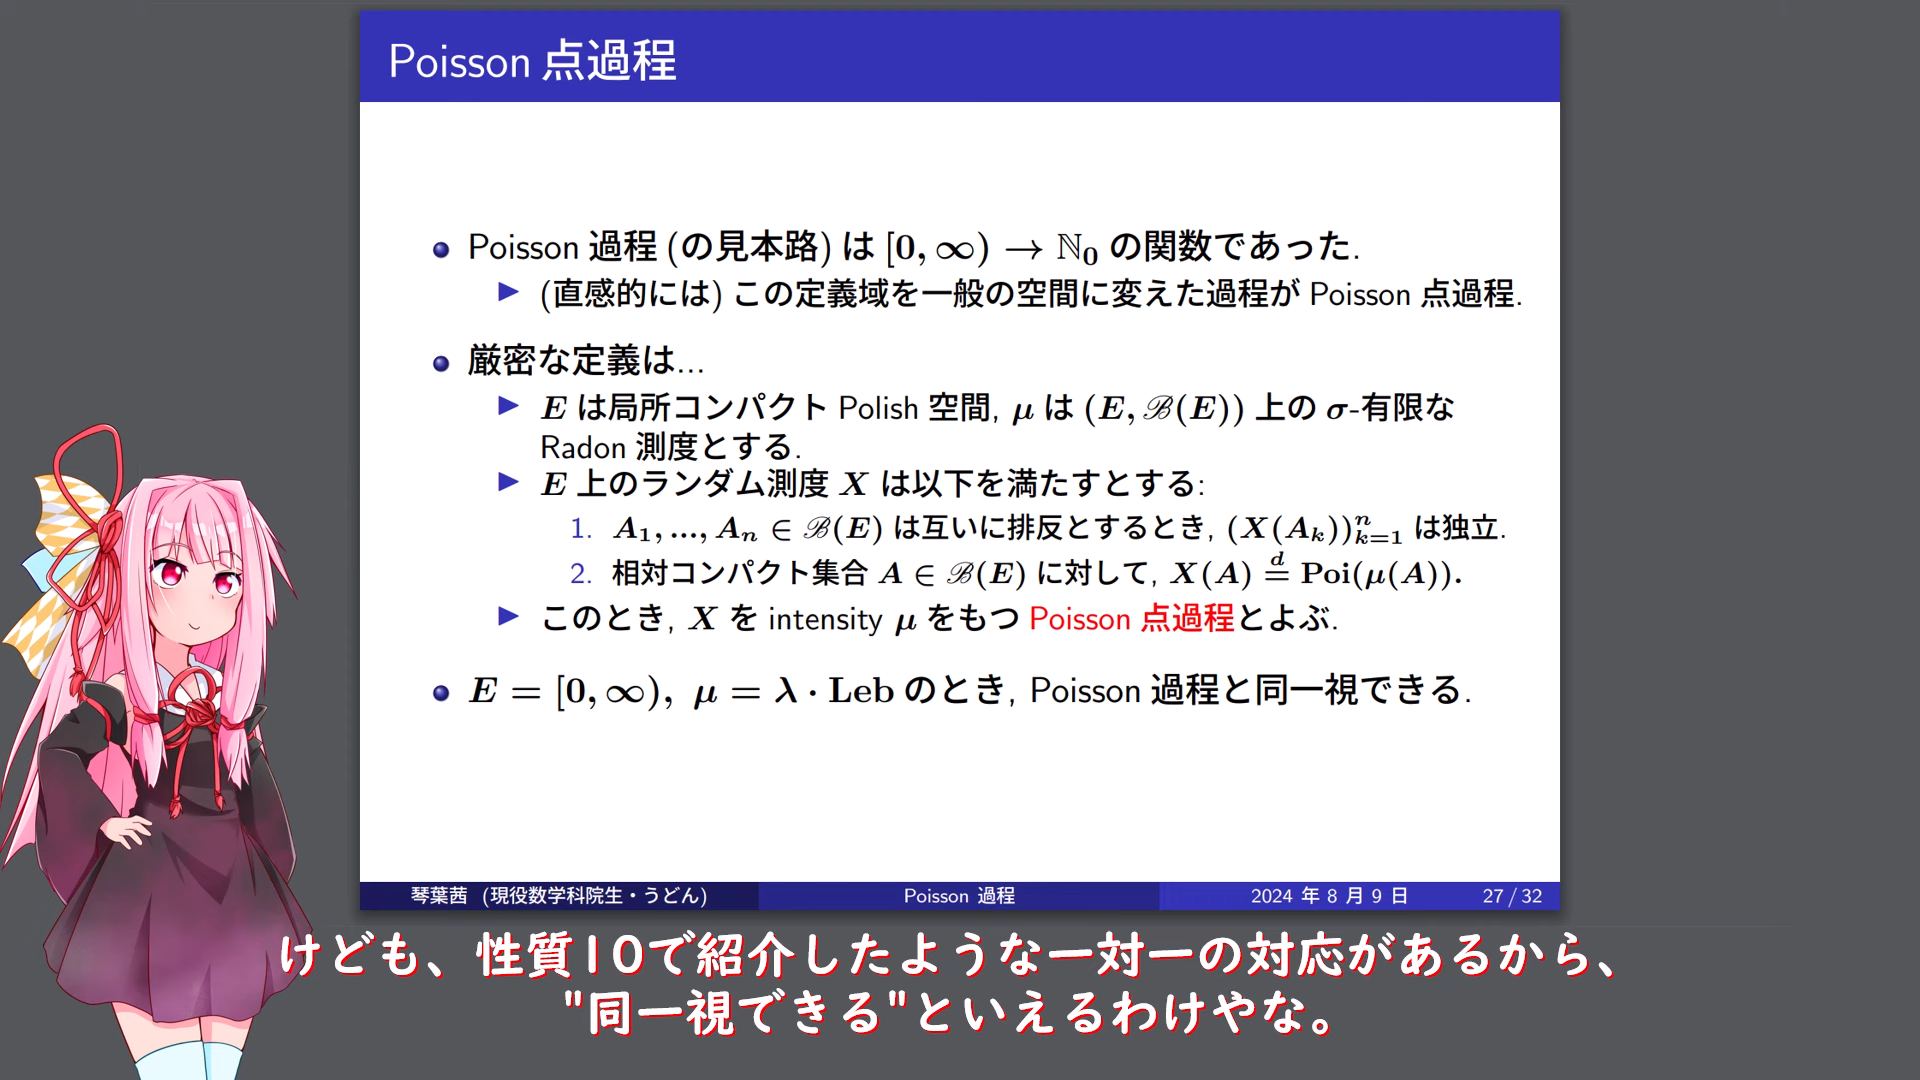 Poisson 点過程
Poisson 過程 (の見本路) は [0, ∞) → ℕ₀ の関数であった.
(直感的には) この定義域を一般の空間に変えた過程が Poisson 点過程.
厳密な定義は...
E は局所コンパクト Polish 空間, μ は (E, ℬ(E)) 上の σ-有限な
Radon 測度とする.
E 上のランダム測度 X は以下を満たすとする:
1. A₁, ..., Aₙ ∈ ℬ(E) は互いに排反とするとき, (X(Aₖ))ⁿₖ₌₁ は独立.
2. 相対コンパクト集合 A ∈ ℬ(E) に対して, X(A) =ᵈ Poi(μ(A)).
このとき, X を intensity μ をもつ Poisson 点過程とよぶ.
E = [0, ∞), μ = λ · Leb のとき, Poisson 過程と同一視できる.
琴葉茜 (現役数学科院生・うどん) Poisson 過程 2024 年 8 月 9 日 27 / 32
けども、性質10で紹介したような一対一の対応があるから、
"同一視できる"といえるわけやな。